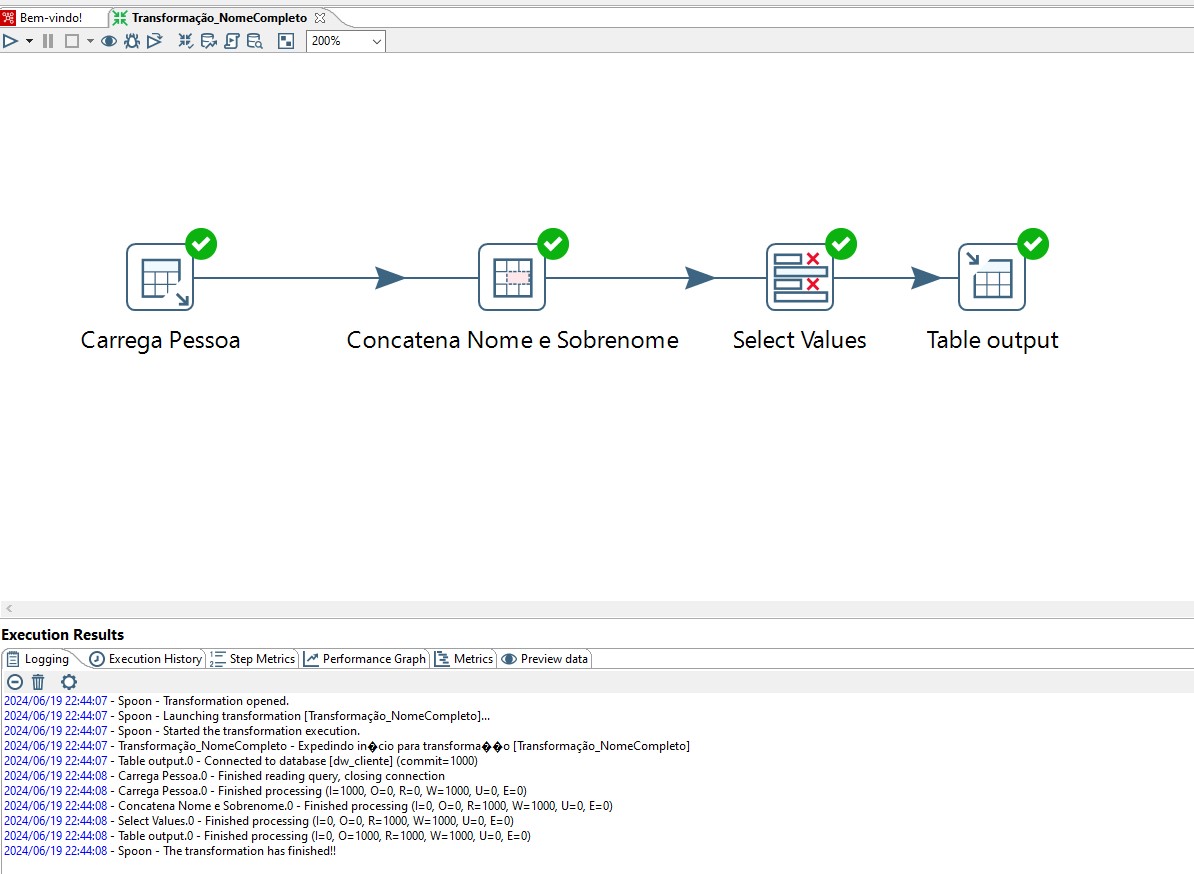 Bem-vindo!
Transformação_NomeCompleto
200%
Carrega Pessoa
Concatena Nome e Sobrenome
Select Values
Table output
Execution Results
Logging
Execution History
Step Metrics
Performance Graph
Metrics
Preview data
2024/06/19 22:44:07 - Spoon - Transformation opened.
2024/06/19 22:44:07 - Spoon - Launching transformation [Transformação_NomeCompleto]...
2024/06/19 22:44:07 - Spoon - Started the transformation execution.
2024/06/19 22:44:07 - Transformação_NomeCompleto - Expedindo in�cio para transforma��o [Transformação_NomeCompleto]
2024/06/19 22:44:07 - Table output.0 - Connected to database [dw_cliente] (commit=1000)
2024/06/19 22:44:08 - Carrega Pessoa.0 - Finished reading query, closing connection
2024/06/19 22:44:08 - Carrega Pessoa.0 - Finished processing (I=1000, O=0, R=0, W=1000, U=0, E=0)
2024/06/19 22:44:08 - Concatena Nome e Sobrenome.0 - Finished processing (I=0, O=0, R=1000, W=1000, U=0, E=0)
2024/06/19 22:44:08 - Select Values.0 - Finished processing (I=0, O=0, R=1000, W=1000, U=0, E=0)
2024/06/19 22:44:08 - Table output.0 - Finished processing (I=0, O=1000, R=1000, W=1000, U=0, E=0)
2024/06/19 22:44:08 - Spoon - The transformation has finished!!